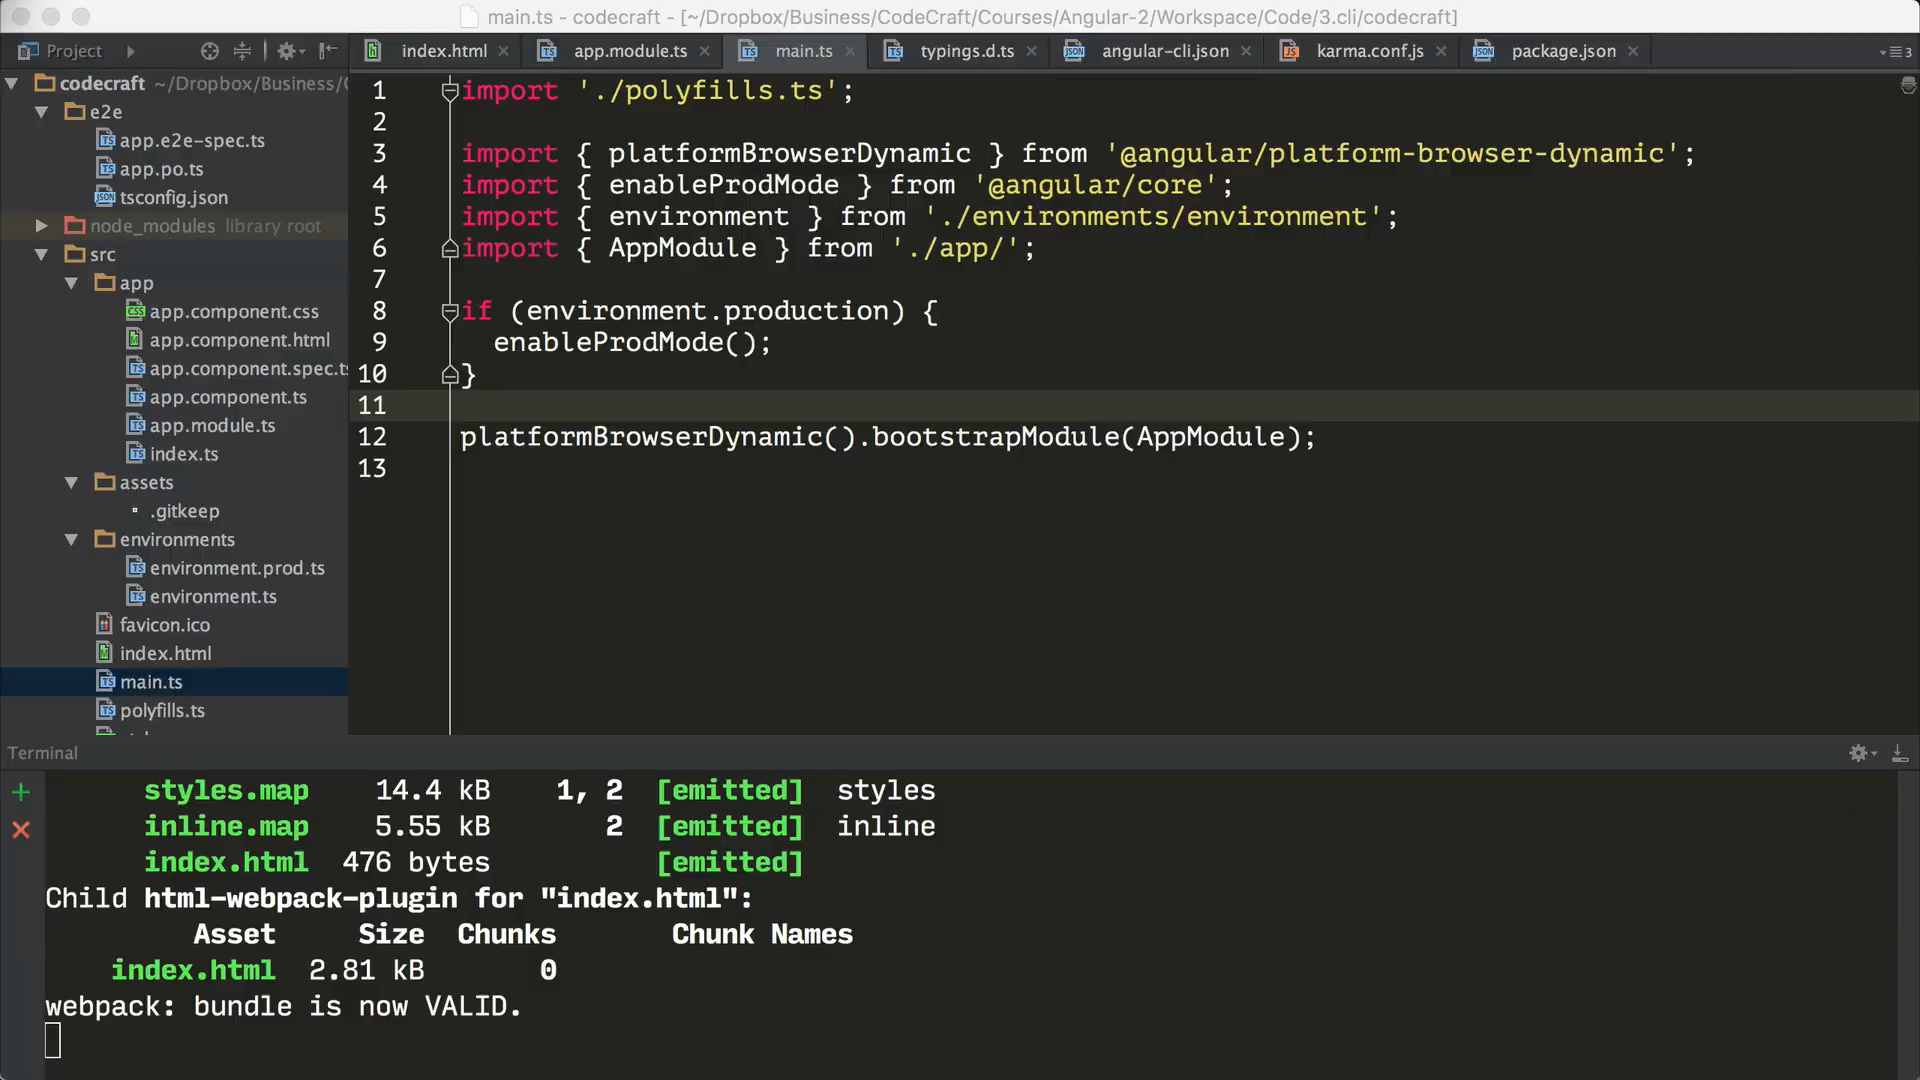 main.ts - codecraft - [~/Dropbox/Business/CodeCraft/Courses/Angular-2/Workspace/Code/3.cli/codecraft]
Project
index.html
app.module.ts
main.ts
typings.d.ts
angular-cli.json
karma.conf.js
package.json
3
codecraft ~/Dropbox/Business/
e2e
app.e2e-spec.ts
app.po.ts
tsconfig.json
node_modules library root
src
app
app.component.css
app.component.html
app.component.spec.ts
app.component.ts
app.module.ts
index.ts
assets
.gitkeep
environments
environment.prod.ts
environment.ts
favicon.ico
index.html
main.ts
polyfills.ts
1 import './polyfills.ts';
2
3 import { platformBrowserDynamic } from '@angular/platform-browser-dynamic';
4 import { enableProdMode } from '@angular/core';
5 import { environment } from './environments/environment';
6 import { AppModule } from './app/';
7
8 if (environment.production) {
9 enableProdMode();
10 }
11
12 platformBrowserDynamic().bootstrapModule(AppModule);
13
Terminal
styles.map 14.4 kB 1, 2 [emitted] styles
inline.map 5.55 kB 2 [emitted] inline
index.html 476 bytes [emitted]
Child html-webpack-plugin for "index.html":
Asset Size Chunks Chunk Names
index.html 2.81 kB 0
webpack: bundle is now VALID.